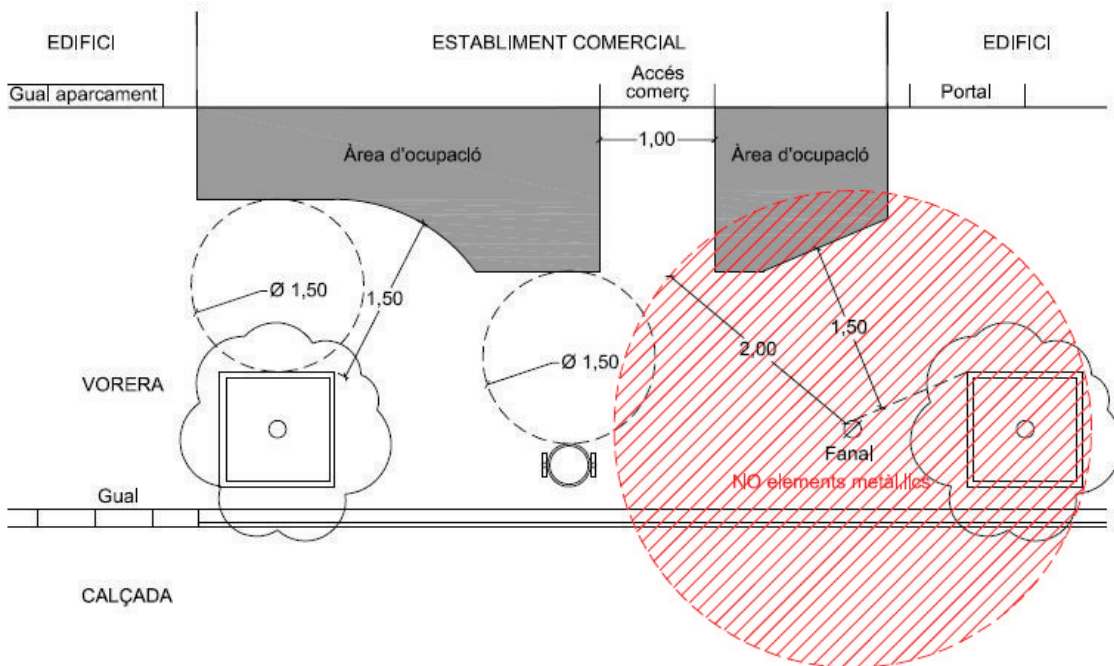 EDIFICI
ESTABLIMENT COMERCIAL
EDIFICI
Gual aparcament
Accés
comerç
Portal
Àrea d'ocupació
1,00
Àrea d'ocupació
Ø 1,50
1,50
Ø 1,50
2,00
1,50
VORERA
Fanal
NO elements metàl.lics
Gual
CALÇADA